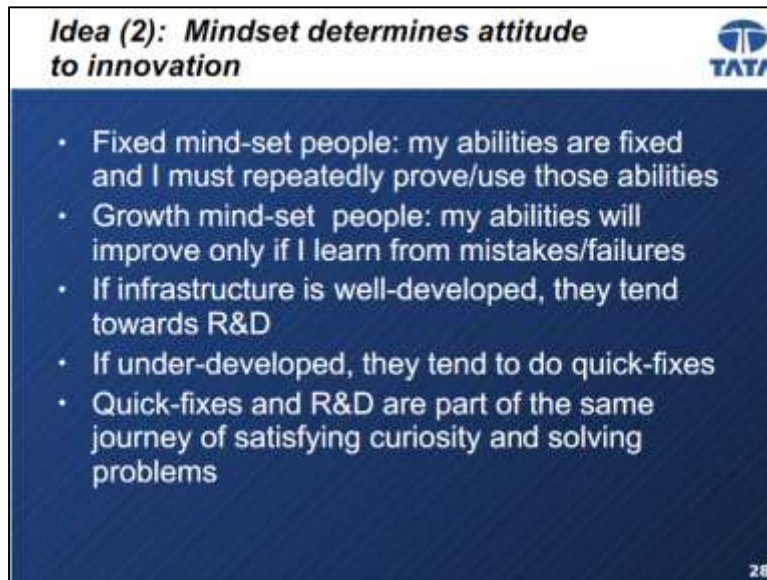 Idea (2): Mindset determines attitude
to innovation
TATA
• Fixed mind-set people: my abilities are fixed
and I must repeatedly prove/use those abilities
• Growth mind-set people: my abilities will
improve only if I learn from mistakes/failures
• If infrastructure is well-developed, they tend
towards R&D
• If under-developed, they tend to do quick-fixes
• Quick-fixes and R&D are part of the same
journey of satisfying curiosity and solving
problems
28